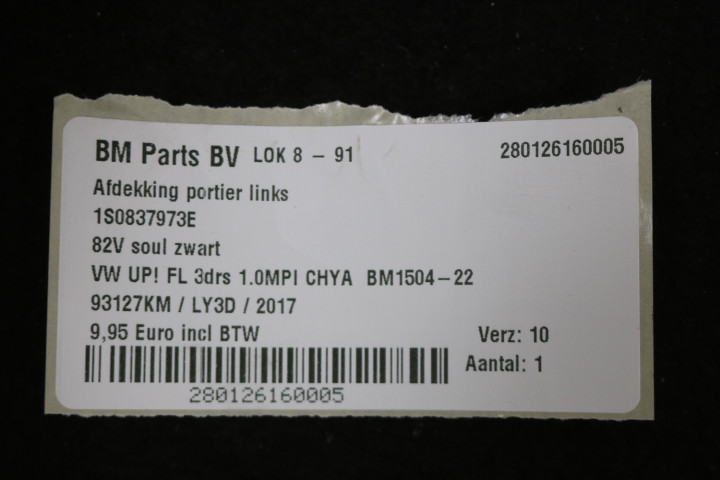 BM Parts BV LOK 8 - 91 280126160005
Afdekking portier links
1S0837973E
82V soul zwart
VW UP! FL 3drs 1.0MPI CHYA BM1504-22
93127KM / LY3D / 2017
9,95 Euro incl BTW Verz: 10
Aantal: 1
280126160005